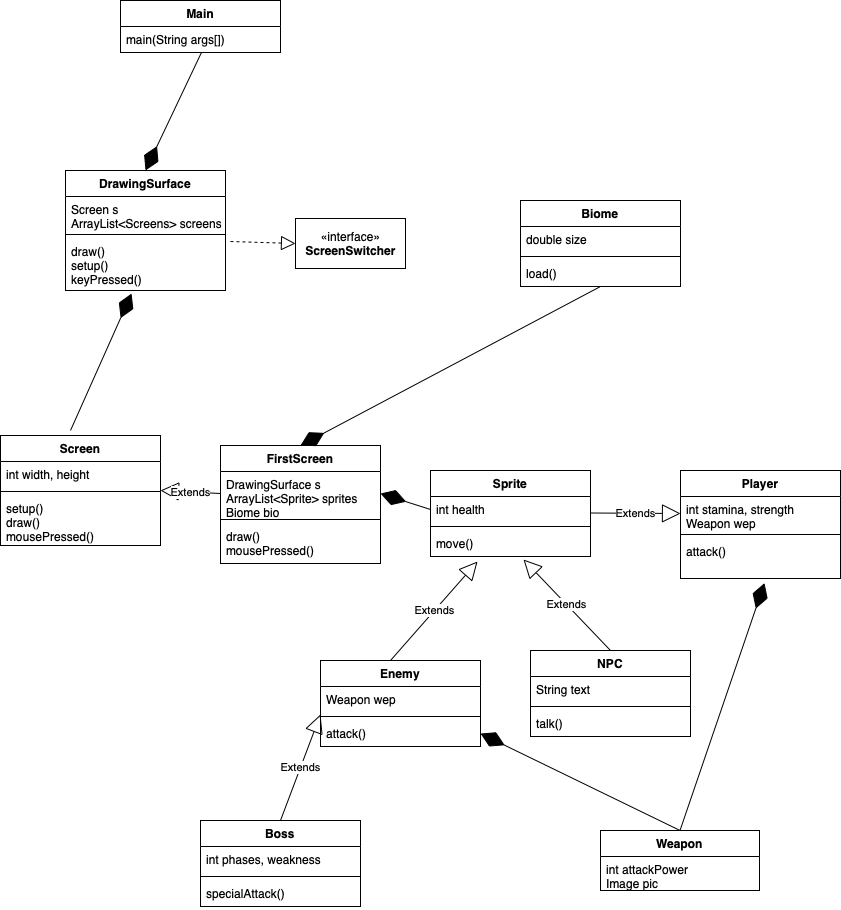 Main
main(String args[])
DrawingSurface
Screen s
ArrayList<Screens> screens
draw()
setup()
keyPressed()
«interface»
ScreenSwitcher
Biome
double size
load()
Screen
int width, height
setup()
draw()
mousePressed()
Extends
FirstScreen
DrawingSurface s
ArrayList<Sprite> sprites
Biome bio
draw()
mousePressed()
Sprite
int health
move()
Extends
Player
int stamina, strength
Weapon wep
attack()
Extends
Extends
Enemy
Weapon wep
attack()
NPC
String text
talk()
Extends
Boss
int phases, weakness
specialAttack()
Weapon
int attackPower
Image pic